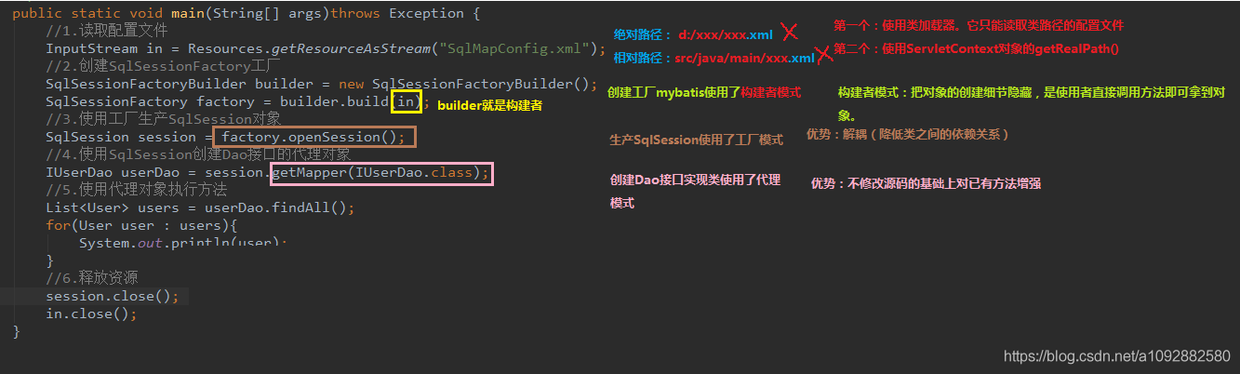 public static void main(String[] args)throws Exception {
//1.读取配置文件
InputStream in = Resources.getResourceAsStream("SqlMapConfig.xml");
//2.创建SqlSessionFactory工厂
SqlSessionFactoryBuilder builder = new SqlSessionFactoryBuilder();
SqlSessionFactory factory = builder.build(in);
builder就是构建者
//3.使用工厂生产SqlSession对象
SqlSession session = factory.openSession();
//4.使用SqlSession创建Dao接口的代理对象
IUserDao userDao = session.getMapper(IUserDao.class);
//5.使用代理对象执行方法
List<User> users = userDao.findAll();
for(User user : users){
System.out.println(user);
}
//6.释放资源
session.close();
in.close();
}
绝对路径： d:/xxx/xxx.xml
相对路径：src/java/main/xxx.xml
第一个：使用类加载器。它只能读取类路径的配置文件
第二个：使用ServletContext对象的getRealPath()
创建工厂mybatis使用了构建者模式
构建者模式：把对象的创建细节隐藏，是使用者直接调用方法即可拿到对
象。
生产SqlSession使用了工厂模式
优势：解耦（降低类之间的依赖关系）
创建Dao接口实现类使用了代理
模式
优势：不修改源码的基础上对已有方法增强
https://blog.csdn.net/a1092882580